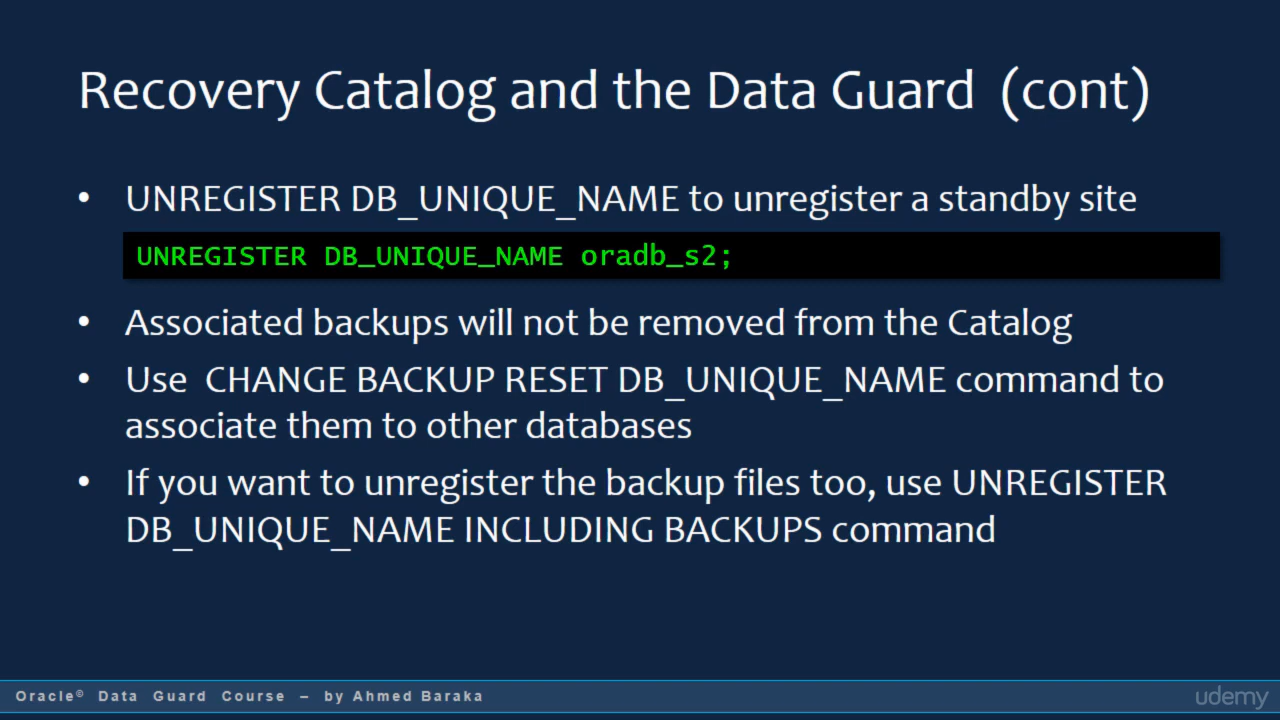 Recovery Catalog and the Data Guard (cont)
• UNREGISTER DB_UNIQUE_NAME to unregister a standby site
UNREGISTER DB_UNIQUE_NAME oradb_s2;
• Associated backups will not be removed from the Catalog
• Use CHANGE BACKUP RESET DB_UNIQUE_NAME command to
associate them to other databases
• If you want to unregister the backup files too, use UNREGISTER
DB_UNIQUE_NAME INCLUDING BACKUPS command
Oracle© Data Guard Course – by Ahmed Baraka
udemy